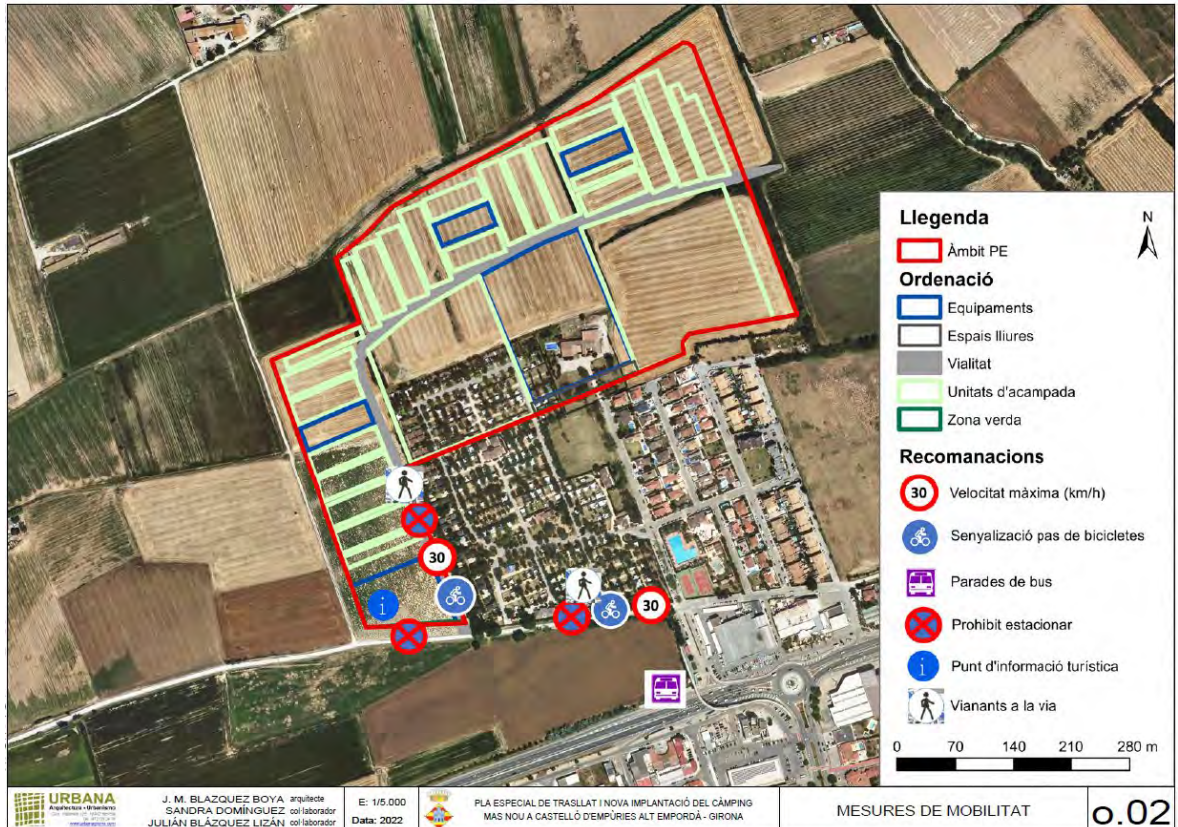 Llegenda
N
Àmbit PE
Ordenació
Equipaments
Espais lliures
Vialitat
Unitats d'acampada
Zona verda
Recomanacions
30 Velocitat màxima (km/h)
Senyalizació pas de bicicletes
Parades de bus
Prohibit estacionar
i Punt d'informació turística
Vianants a la via
0 70 140 210 280 m
30
i
30
URBANA
Arquitectura + Urbanisme
J. M. BLAZQUEZ BOYA arquitecte
SANDRA DOMÍNGUEZ col·laborador
JULIÁN BLÁZQUEZ LIZÁN col·laborador
E: 1/5.000
Data: 2022
PLA ESPECIAL DE TRASLLAT I NOVA IMPLANTACIÓ DEL CÀMPING
MAS NOU A CASTELLÓ D'EMPÚRIES ALT EMPORDÀ - GIRONA
MESURES DE MOBILITAT
o.02